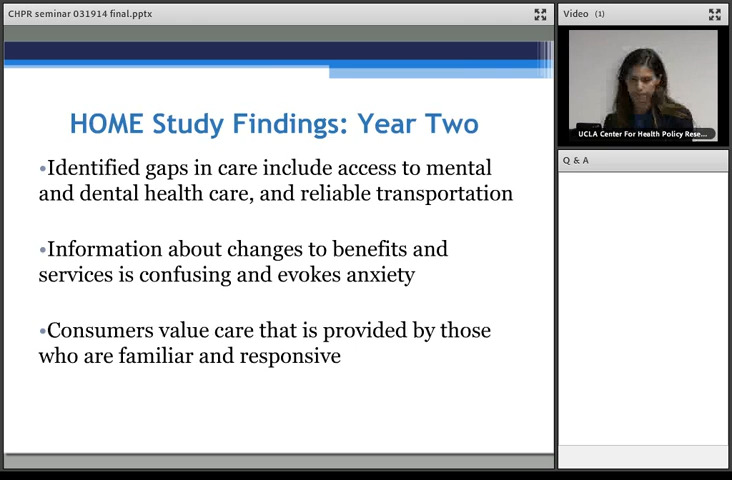 CHPR seminar 031914 final.pptx
Video (1)
UCLA Center For Health Policy Rese...
Q & A
HOME Study Findings: Year Two
•Identified gaps in care include access to mental
and dental health care, and reliable transportation
•Information about changes to benefits and
services is confusing and evokes anxiety
•Consumers value care that is provided by those
who are familiar and responsive